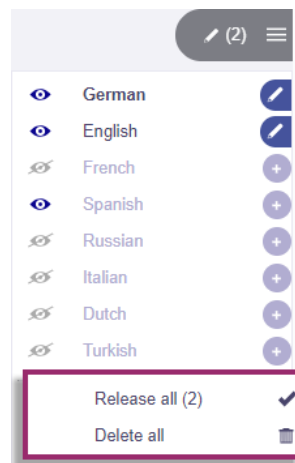 (2)
German
English
French
Spanish
Russian
Italian
Dutch
Turkish
Release all (2)
Delete all